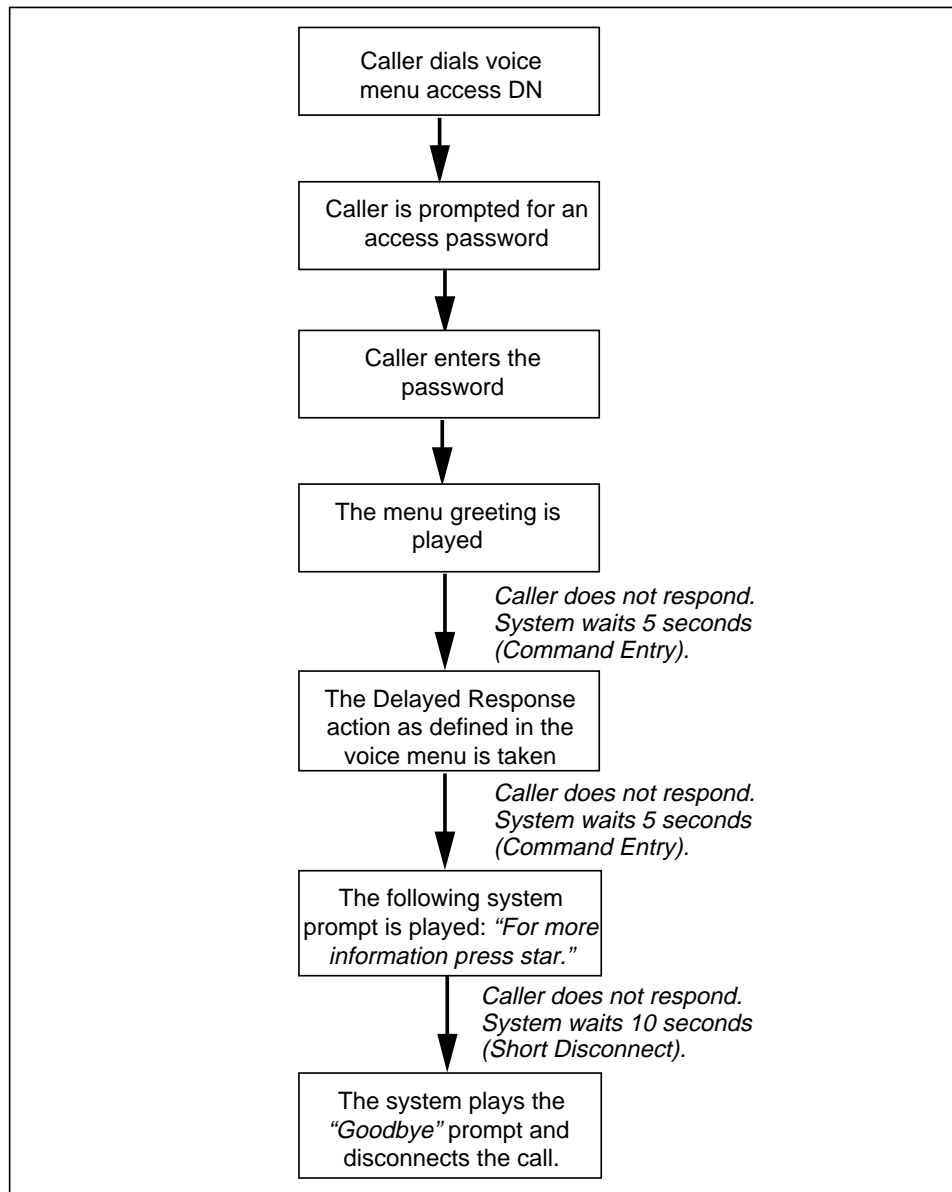 Caller dials voice
menu access DN
Caller is prompted for an
access password
Caller enters the
password
The menu greeting is
played
Caller does not respond.
System waits 5 seconds
(Command Entry).
The Delayed Response
action as defined in the
voice menu is taken
Caller does not respond.
System waits 5 seconds
(Command Entry).
The following system
prompt is played: “For more
information press star.”
Caller does not respond.
System waits 10 seconds
(Short Disconnect).
The system plays the
“Goodbye” prompt and
disconnects the call.